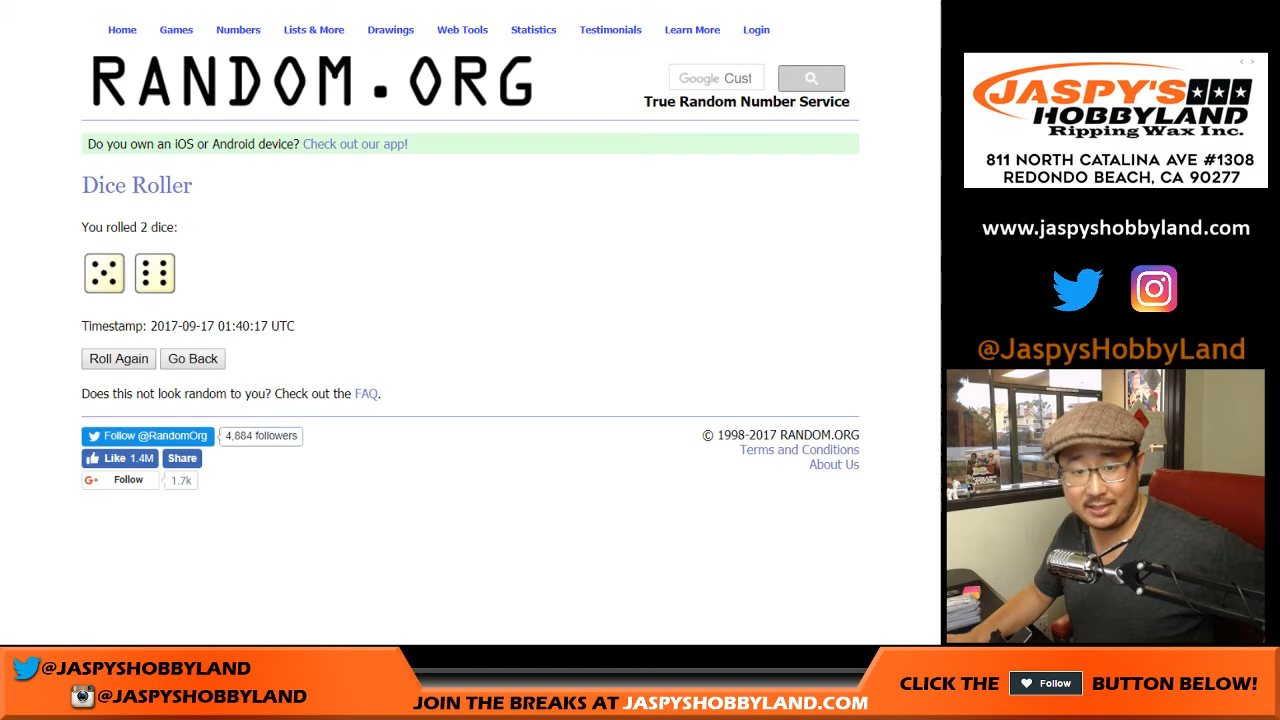 Home Games Numbers Lists & More Drawings Web Tools Statistics Testimonials Learn More Login
RANDOM.ORG
Google Cust
True Random Number Service
Do you own an iOS or Android device? Check out our app!
Dice Roller
You rolled 2 dice:
Timestamp: 2017-09-17 01:40:17 UTC
Roll Again Go Back
Does this not look random to you? Check out the FAQ.
Follow @RandomOrg 4,884 followers
Like 1.4M Share
G+ Follow 1.7k
© 1998-2017 RANDOM.ORG
Terms and Conditions
About Us
JASPY'S
HOBBYLAND
Ripping Wax Inc.
811 NORTH CATALINA AVE #1308
REDONDO BEACH, CA 90277
www.jaspyshobbyland.com
@JaspysHobbyLand
@JASPYSHOBBYLAND
@JASPYSHOBBYLAND
JOIN THE BREAKS AT JASPYSHOBBYLAND.COM
CLICK THE Follow BUTTON BELOW!